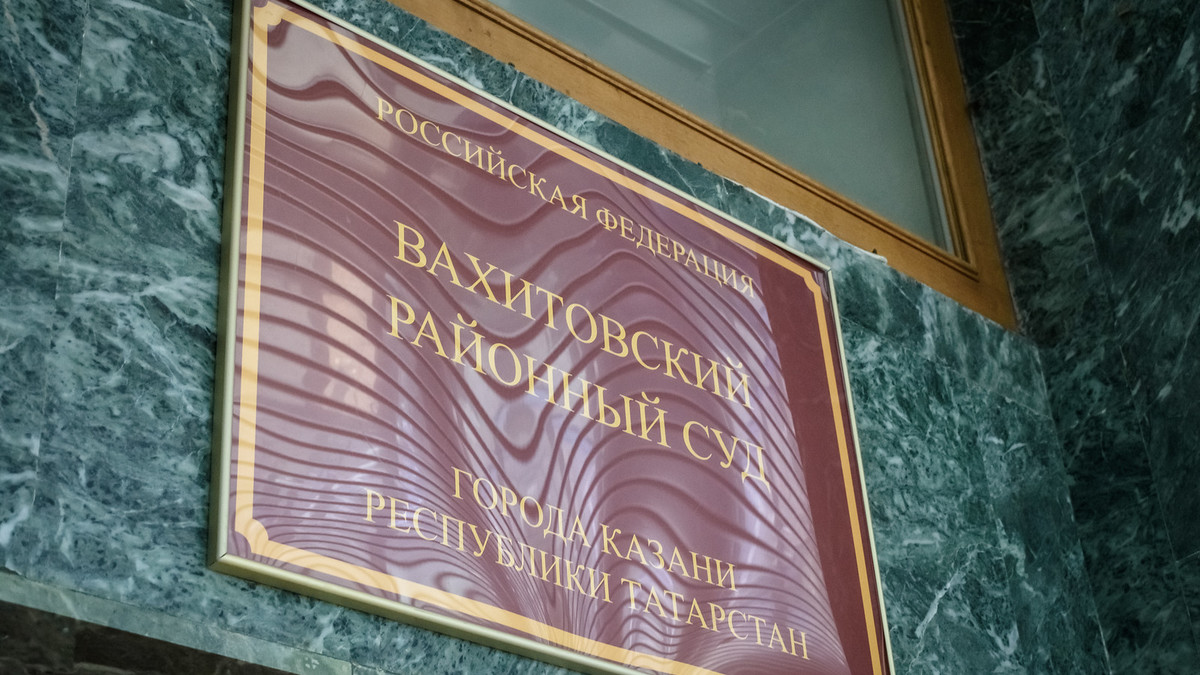 РОССИЙСКАЯ ФЕДЕРАЦИЯ
ВАХИТОВСКИЙ
РАЙОННЫЙ СУД
ГОРОДА КАЗАНИ
РЕСПУБЛИКИ ТАТАРСТАН